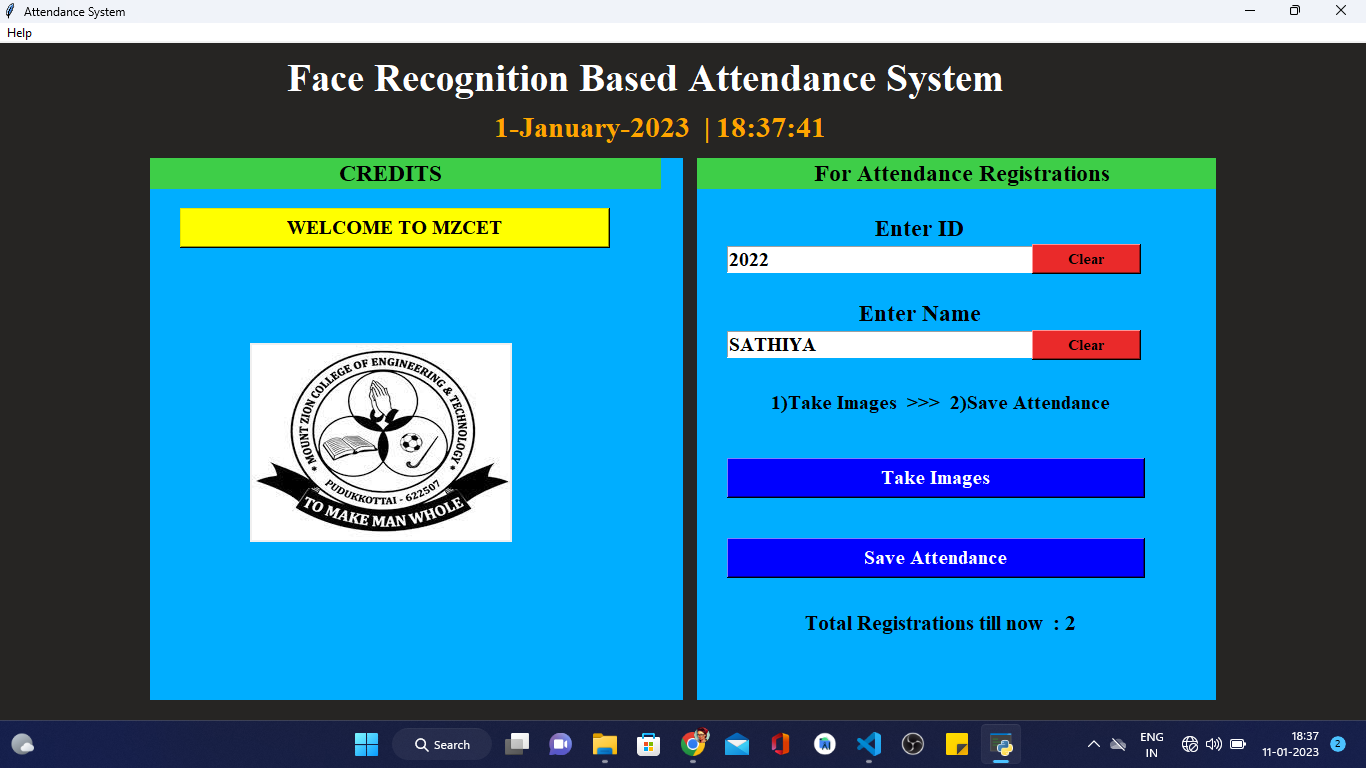 Attendance System
Help
Face Recognition Based Attendance System
1-January-2023 | 18:37:41
CREDITS
WELCOME TO MZCET
* MOUNT ZION COLLEGE OF ENGINEERING & TECHNOLOGY *
PUDUKKOTTAI - 622507
TO MAKE MAN WHOLE
For Attendance Registrations
Enter ID
2022
Clear
Enter Name
SATHIYA
Clear
1)Take Images >>> 2)Save Attendance
Take Images
Save Attendance
Total Registrations till now : 2
Search
ENG
IN
18:37
11-01-2023
2